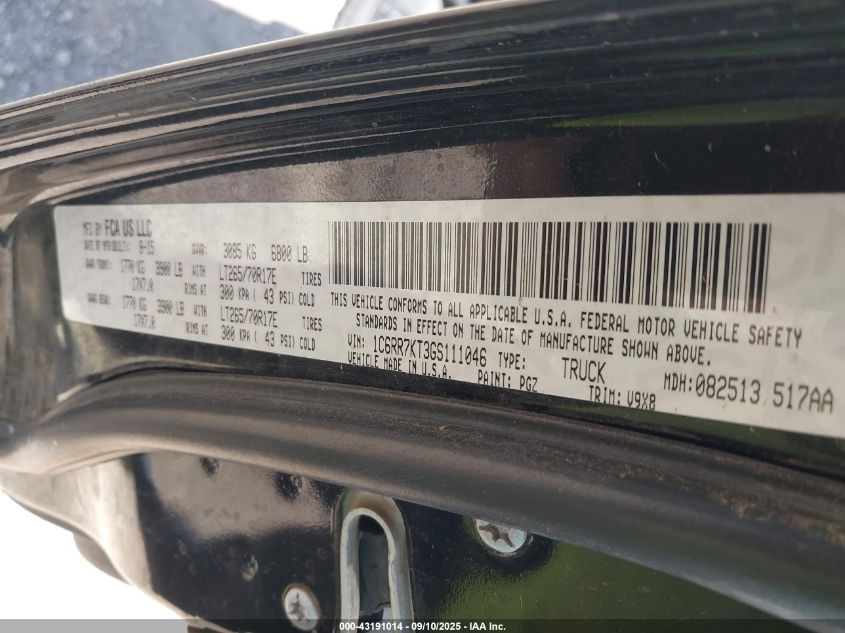 MFG BY FCA US LLC
DATE OF MFR(BUILT): 8-15 GVWR: 3085 KG 6800 LB
GAWR FRONT: 1770 KG 3900 LB WITH LT265/70R17E TIRES
17X7.0 RIMS AT 300 KPA ( 43 PSI) COLD
GAWR REAR: 1770 KG 3900 LB WITH LT265/70R17E TIRES
17X7.0 RIMS AT 300 KPA ( 43 PSI) COLD
THIS VEHICLE CONFORMS TO ALL APPLICABLE U.S.A. FEDERAL MOTOR VEHICLE SAFETY
STANDARDS IN EFFECT ON THE DATE OF MANUFACTURE SHOWN ABOVE.
VIN: 1C6RR7KT3GS111046 TYPE: TRUCK MDH:082513 517AA
VEHICLE MADE IN U.S.A. PAINT: PGZ TRIM: V9X8
000-43191014 - 09/10/2025 - IAA Inc.